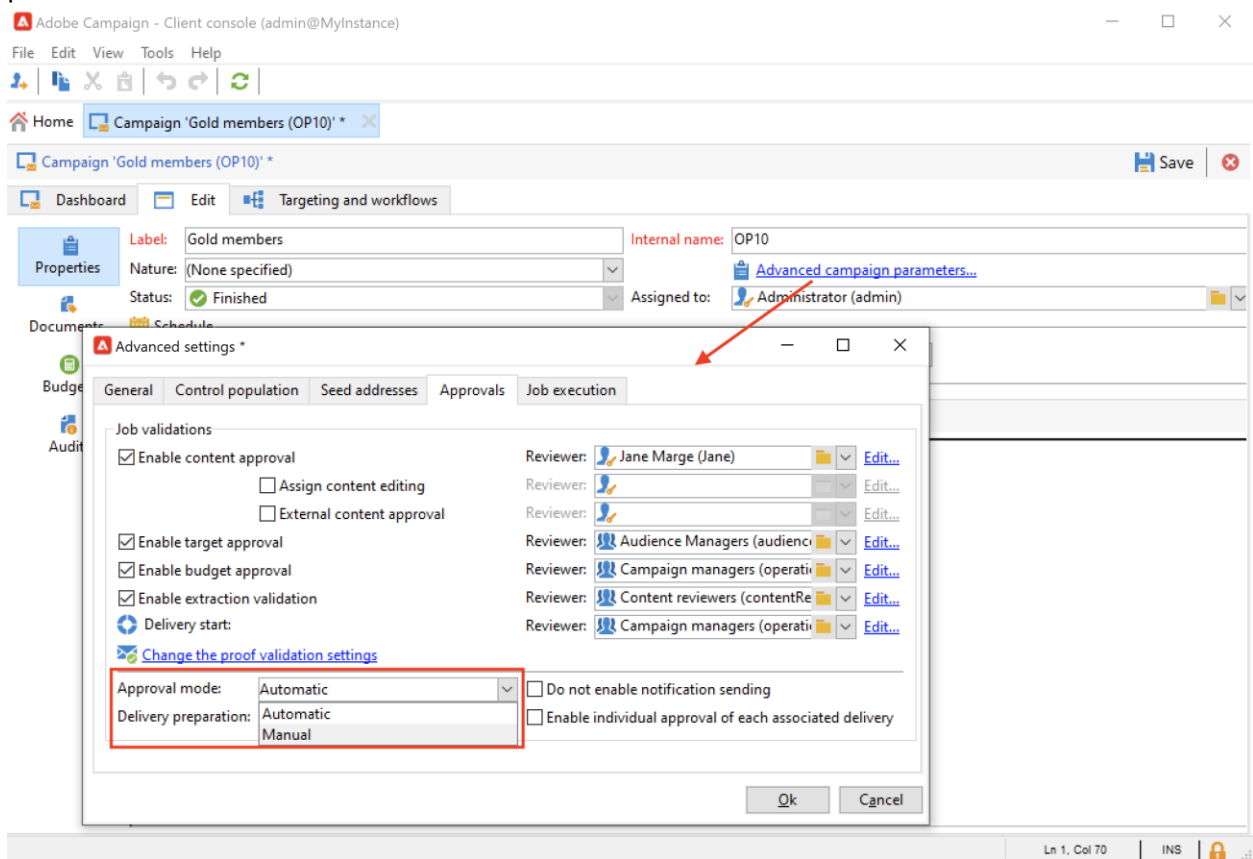 Adobe Campaign - Client console (admin@MyInstance)
File Edit View Tools Help
Home Campaign 'Gold members (OP10)' *
Campaign 'Gold members (OP10)' * Save
Dashboard Edit Targeting and workflows
Label: Gold members Internal name: OP10
Properties Nature: (None specified) Advanced campaign parameters...
Status: Finished Assigned to: Administrator (admin)
Documents Schedule
Advanced settings *
Budge
General Control population Seed addresses Approvals Job execution
Job validations
Audit
Enable content approval Reviewer: Jane Marge (Jane) Edit...
Assign content editing Reviewer: Edit...
External content approval Reviewer: Edit...
Enable target approval Reviewer: Audience Managers (audience Edit...
Enable budget approval Reviewer: Campaign managers (operati Edit...
Enable extraction validation Reviewer: Content reviewers (contentRe Edit...
Delivery start: Reviewer: Campaign managers (operati Edit...
Change the proof validation settings
Approval mode: Automatic Do not enable notification sending
Delivery preparation: Automatic Enable individual approval of each associated delivery
Manual
Ok Cancel
Ln 1, Col 70 INS